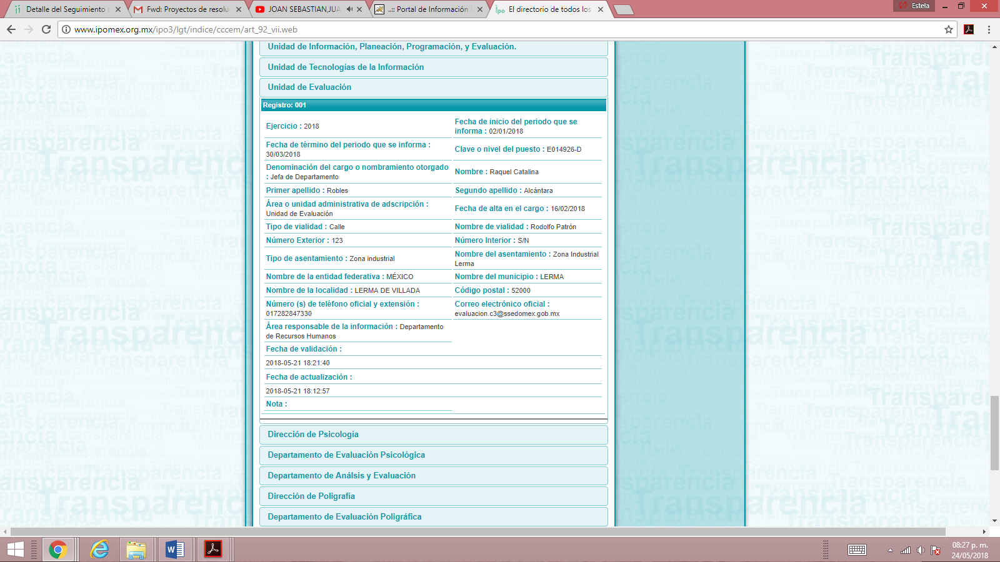 Detalle del Seguimiento d
Fwd: Proyectos de resolu
JOAN SEBASTIAN,JUA
..:: Portal de Información
El directorio de todos los
Estela
www.ipomex.org.mx/ipo3/lgt/indice/cccem/art_92_vii.web
Unidad de Información, Planeación, Programación, y Evaluación.
Unidad de Tecnologías de la Información
Unidad de Evaluación
Registro: 001
Ejercicio : 2018
Fecha de inicio del periodo que se
informa : 02/01/2018
Fecha de término del periodo que se informa :
30/03/2018
Clave o nivel del puesto : E014926-D
Denominación del cargo o nombramiento otorgado
: Jefa de Departamento
Nombre : Raquel Catalina
Primer apellido : Robles
Segundo apellido : Alcántara
Área o unidad administrativa de adscripción :
Unidad de Evaluación
Fecha de alta en el cargo : 16/02/2018
Tipo de vialidad : Calle
Nombre de vialidad : Rodolfo Patrón
Número Exterior : 123
Número Interior : S/N
Tipo de asentamiento : Zona industrial
Nombre del asentamiento : Zona Industrial
Lerma
Nombre de la entidad federativa : MÉXICO
Nombre del municipio : LERMA
Nombre de la localidad : LERMA DE VILLADA
Código postal : 52000
Número (s) de teléfono oficial y extensión :
017282847330
Correo electrónico oficial :
evaluacion.c3@ssedomex.gob.mx
Área responsable de la información : Departamento
de Recursos Humanos
Fecha de validación :
2018-05-21 18:21:40
Fecha de actualización :
2018-05-21 18:12:57
Nota :
Dirección de Psicología
Departamento de Evaluación Psicológica
Departamento de Análsis y Evaluación
Dirección de Poligrafía
Departamento de Evaluación Poligráfica
08:27 p. m.
24/05/2018